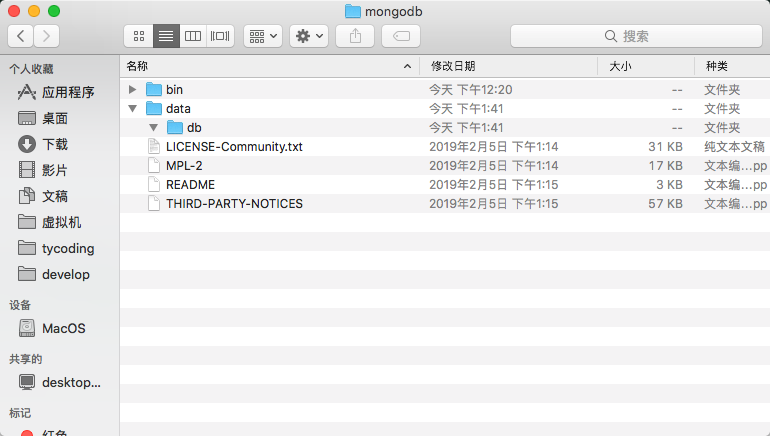 mongodb
搜索
名称 修改日期 大小 种类
个人收藏
应用程序
桌面
下载
影片
文稿
虚拟机
tycoding
develop
设备
MacOS
共享的
desktop...
标记
红色
bin 今天 下午12:20 -- 文件夹
data 今天 下午1:41 -- 文件夹
db 今天 下午1:41 -- 文件夹
LICENSE-Community.txt 2019年2月5日 下午1:14 31 KB 纯文本文稿
MPL-2 2019年2月5日 下午1:14 17 KB 文本编...pp
README 2019年2月5日 下午1:15 3 KB 文本编...pp
THIRD-PARTY-NOTICES 2019年2月5日 下午1:15 57 KB 文本编...pp